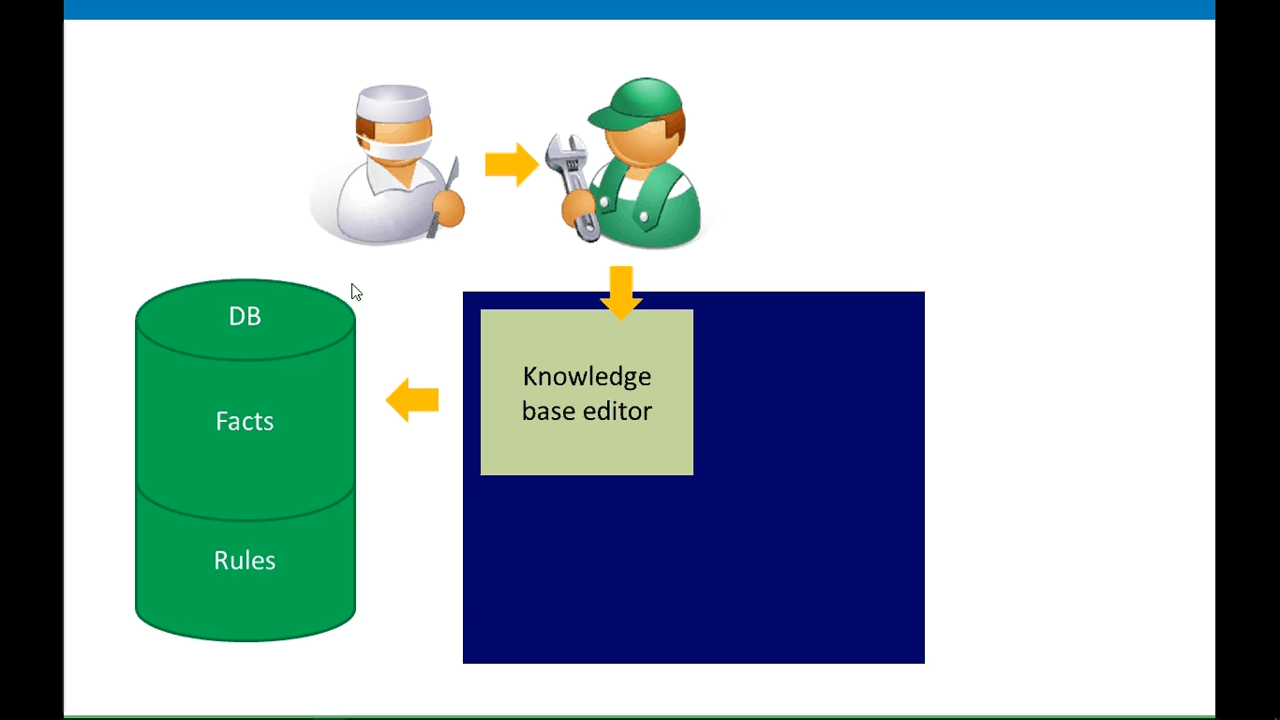 DB
Facts
Rules
Knowledge
base editor